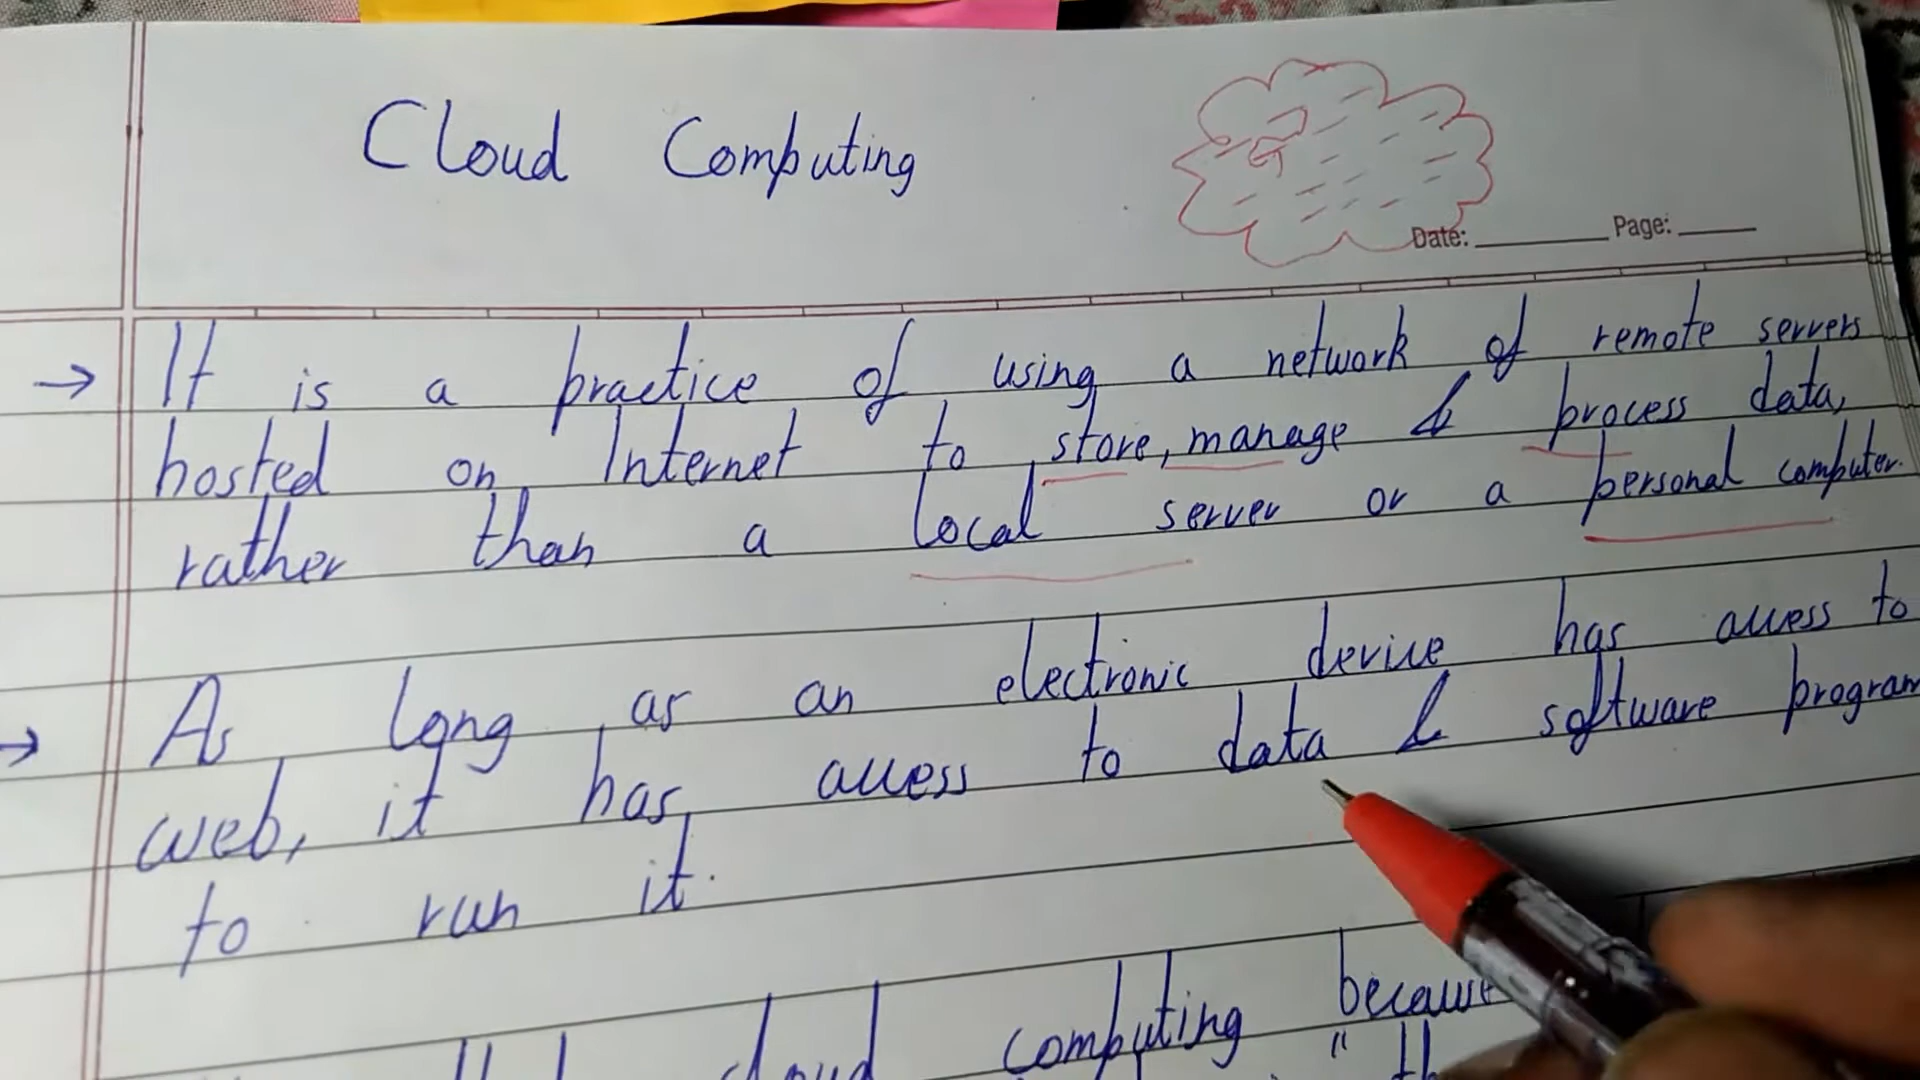 Cloud Computing
Date: Page:
→ It is a practice of using a network of remote servers
hosted on Internet to store, manage & process data,
rather than a local server or a personal computer.
→ As long as an electronic device has access to
web, it has access to data & software program
to run it.
cloud computing because